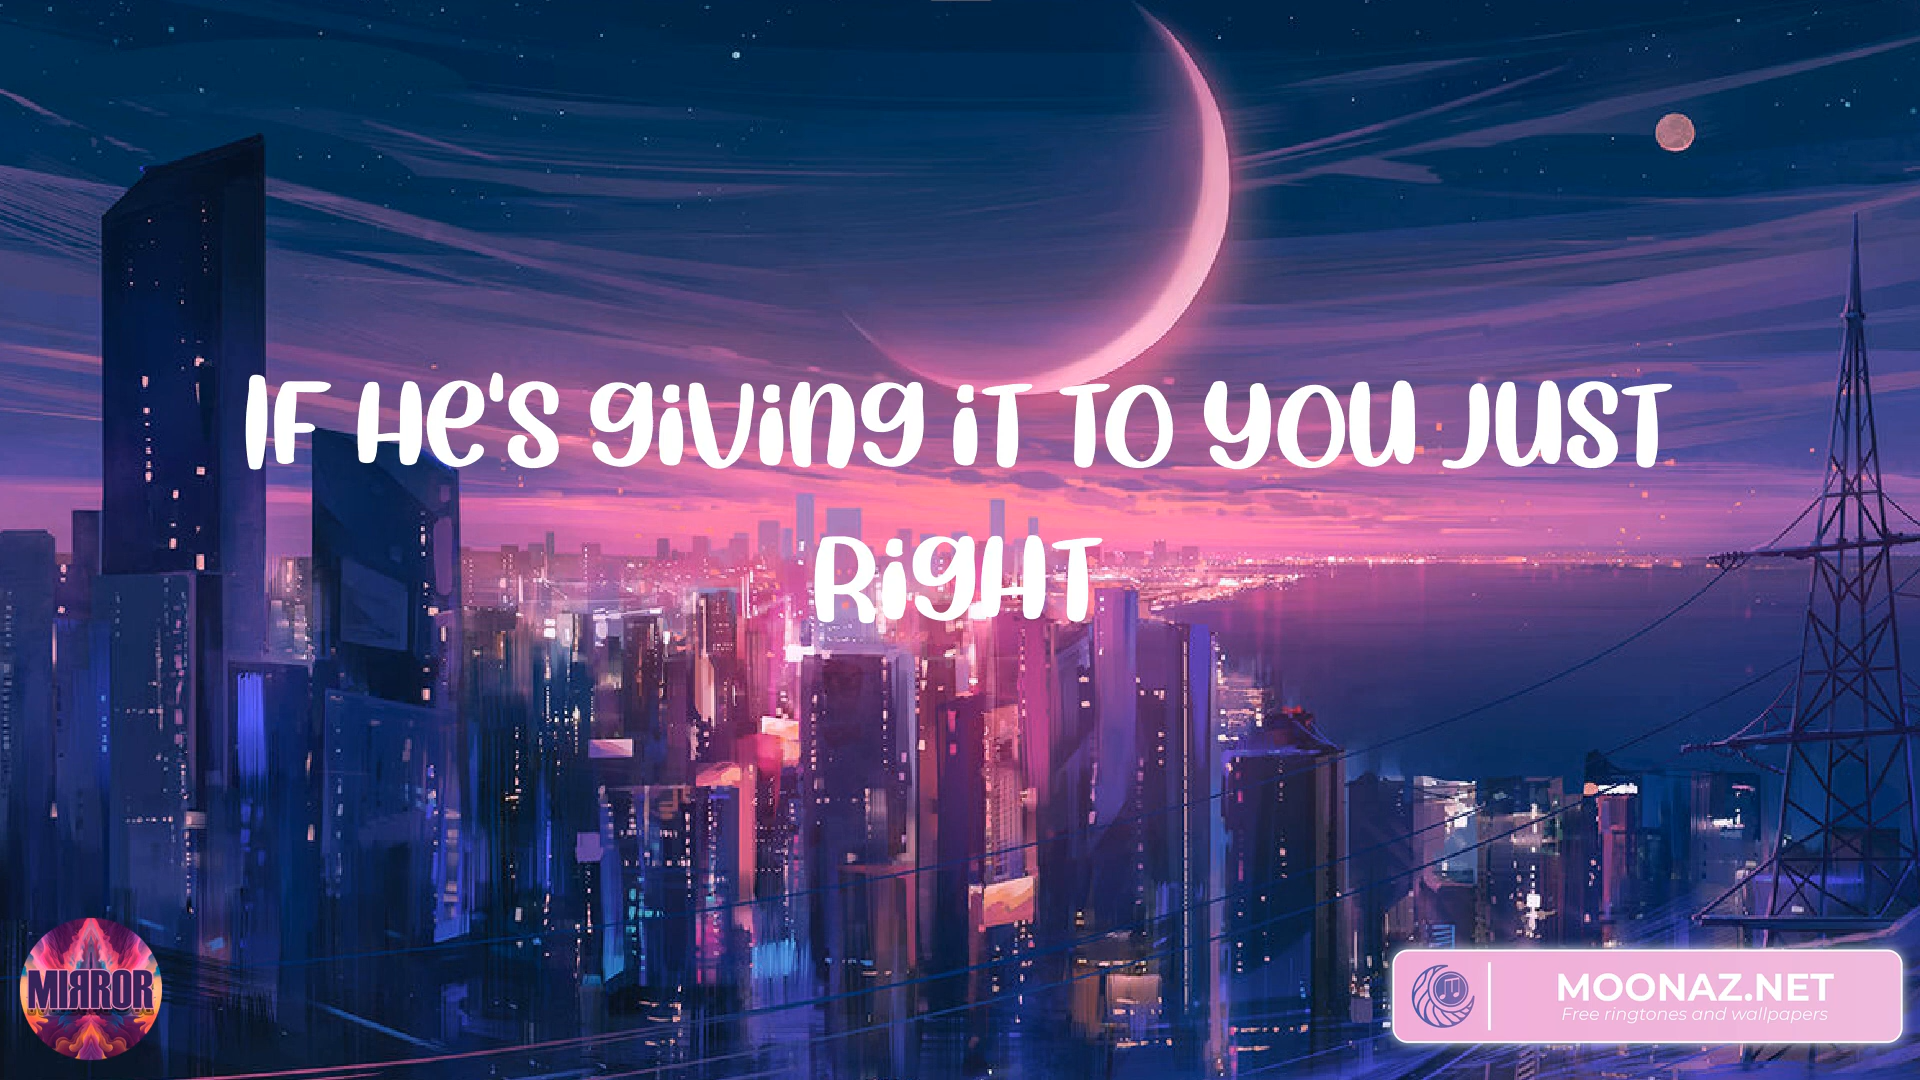 IF He's giving iT TO YOU JUST
RigHT
MIRROR
MOONAZ.NET
Free ringtones and wallpapers